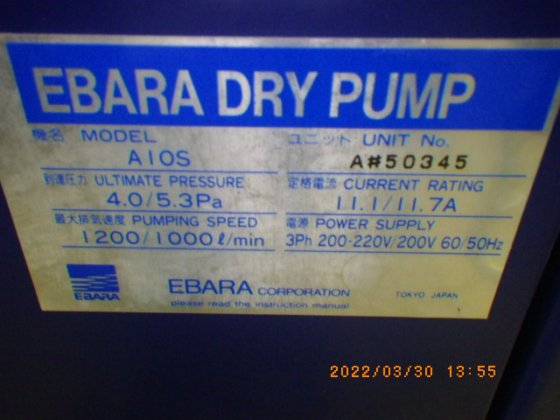 EBARA DRY PUMP
機名 MODEL
A10S
ユニット UNIT No.
A#50345
到達圧力 ULTIMATE PRESSURE
4.0/5.3Pa
定格電流 CURRENT RATING
11.1/11.7A
最大排気速度 PUMPING SPEED
1200/1000ℓ/min
電源 POWER SUPPLY
3Ph 200-220V/200V 60/50Hz
EBARA
EBARA CORPORATION
TOKYO JAPAN
please read the instruction manual
2022/03/30 13:55